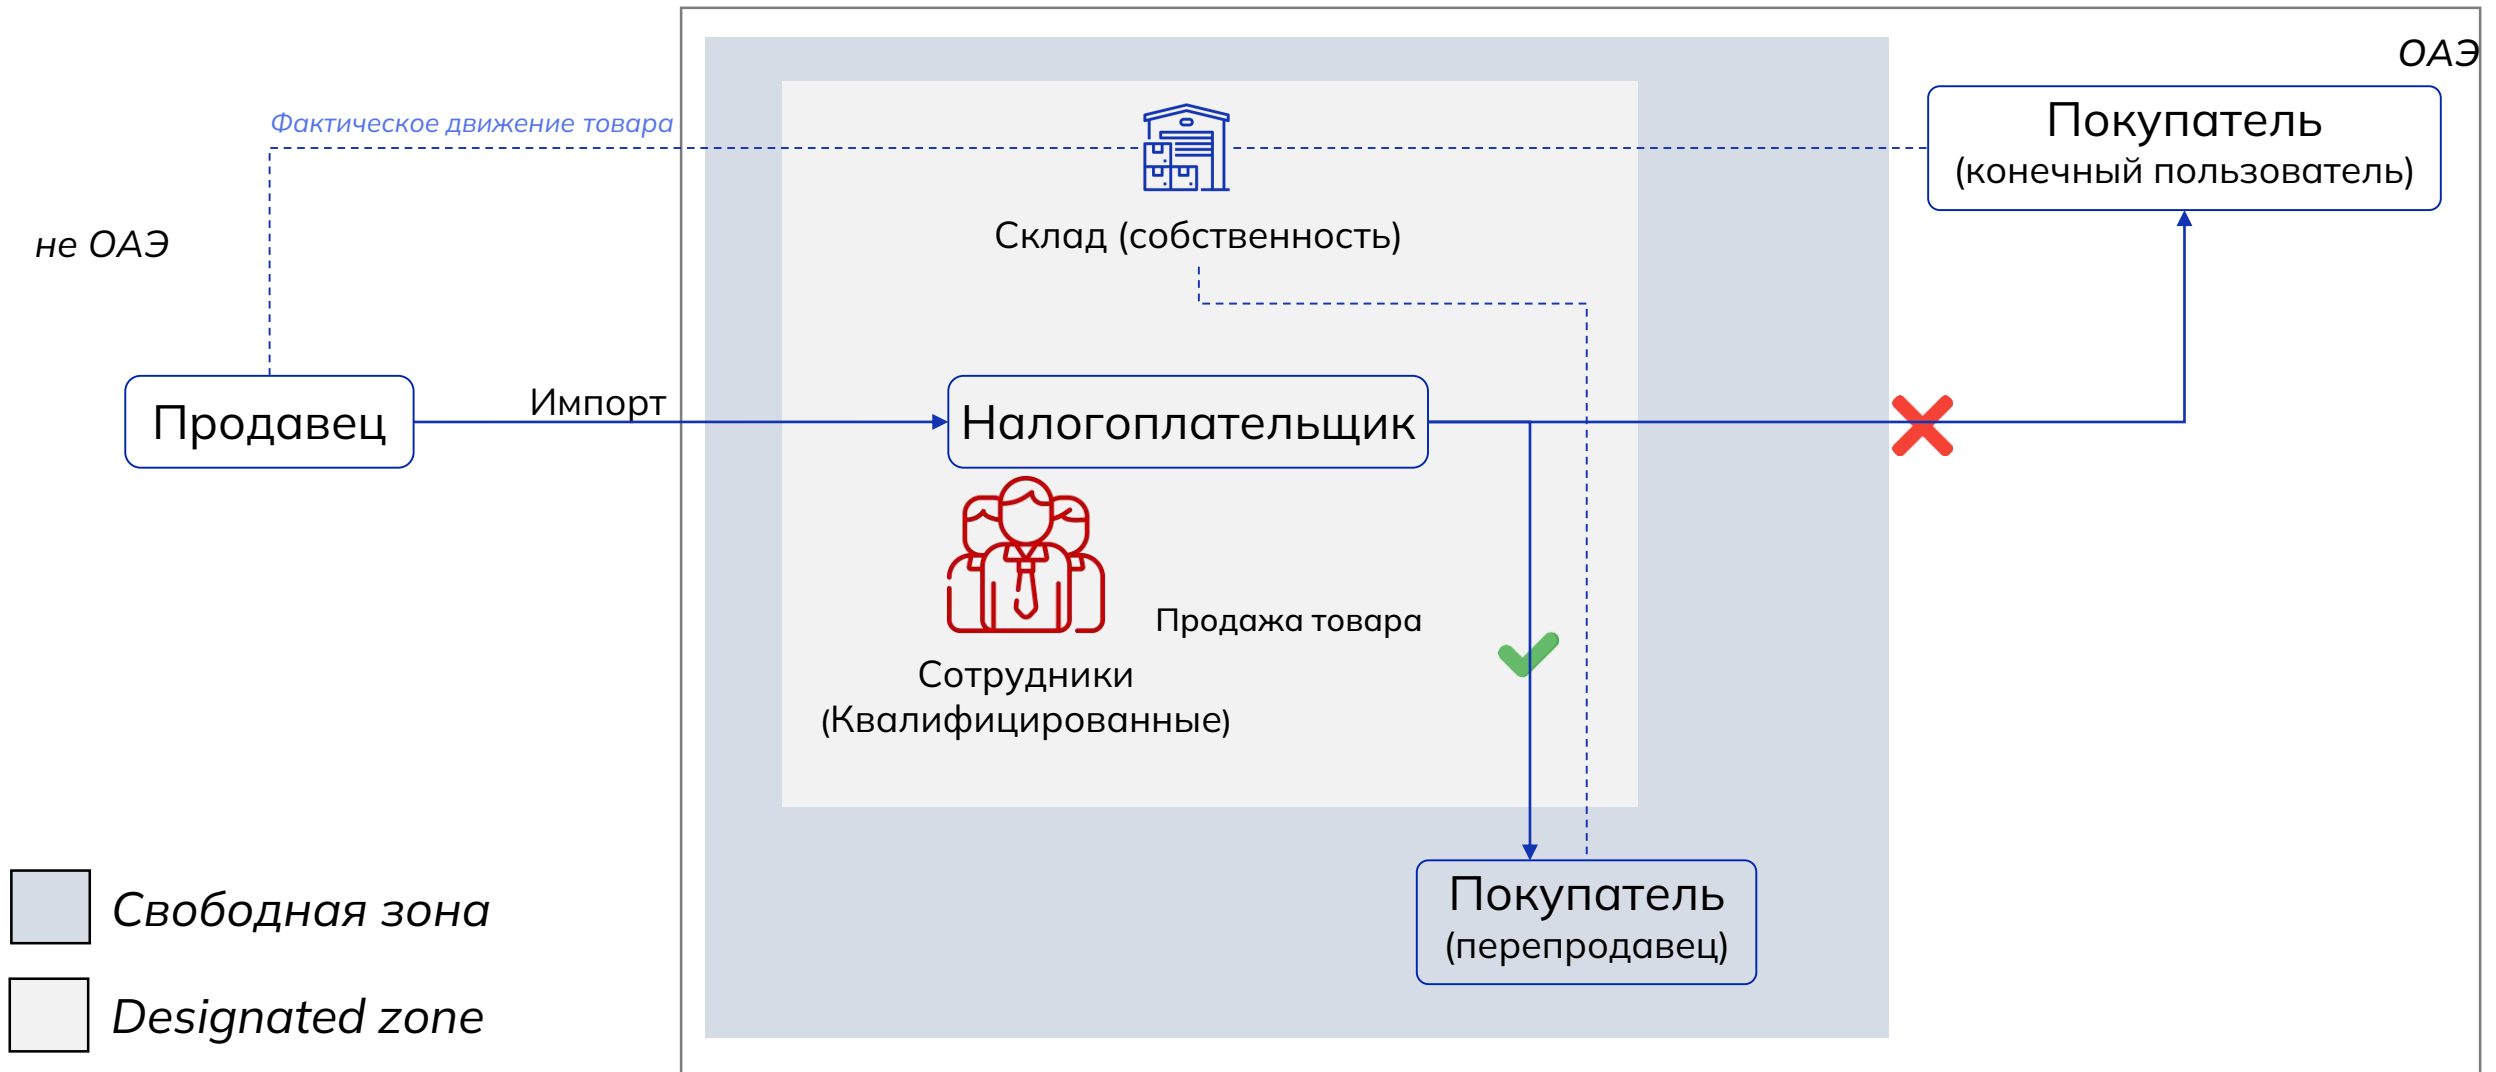 ОАЭ
Покупатель
(конечный пользователь)
Фактическое движение товара
Склад (собственность)
не ОАЭ
Импорт
Продавец
Налогоплательщик
Продажа товара
Сотрудники
(Квалифицированные)
Покупатель
(перепродавец)
Свободная зона
Designated zone